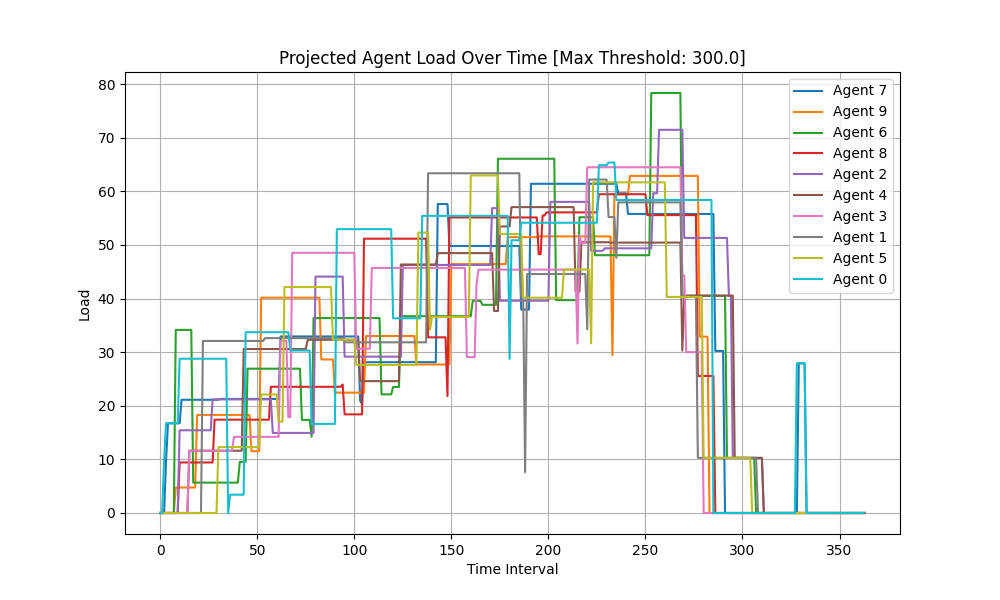 Projected Agent Load Over Time [Max Threshold: 300.0]
Load
80
70
60
50
40
30
20
10
0
0 50 100 150 200 250 300 350
Time Interval
Agent 7
Agent 9
Agent 6
Agent 8
Agent 2
Agent 4
Agent 3
Agent 1
Agent 5
Agent 0